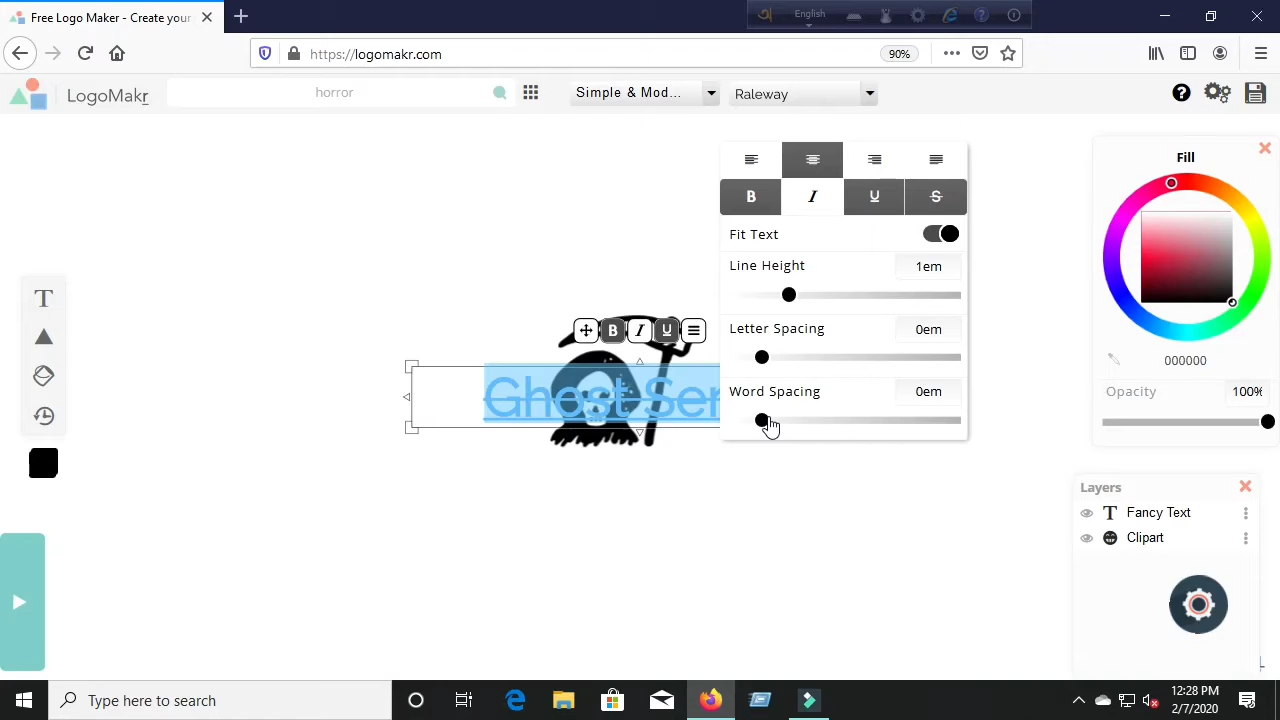 Free Logo Maker - Create your
English
https://logomakr.com
90%
LogoMakr
horror
Simple & Mod...
Raleway
B I U S
Fit Text
Line Height
1em
Letter Spacing
0em
Word Spacing
0em
B I U
Ghost Ser
T
Fill
000000
Opacity
100%
Layers
T Fancy Text
Clipart
Type here to search
12:28 PM
2/7/2020